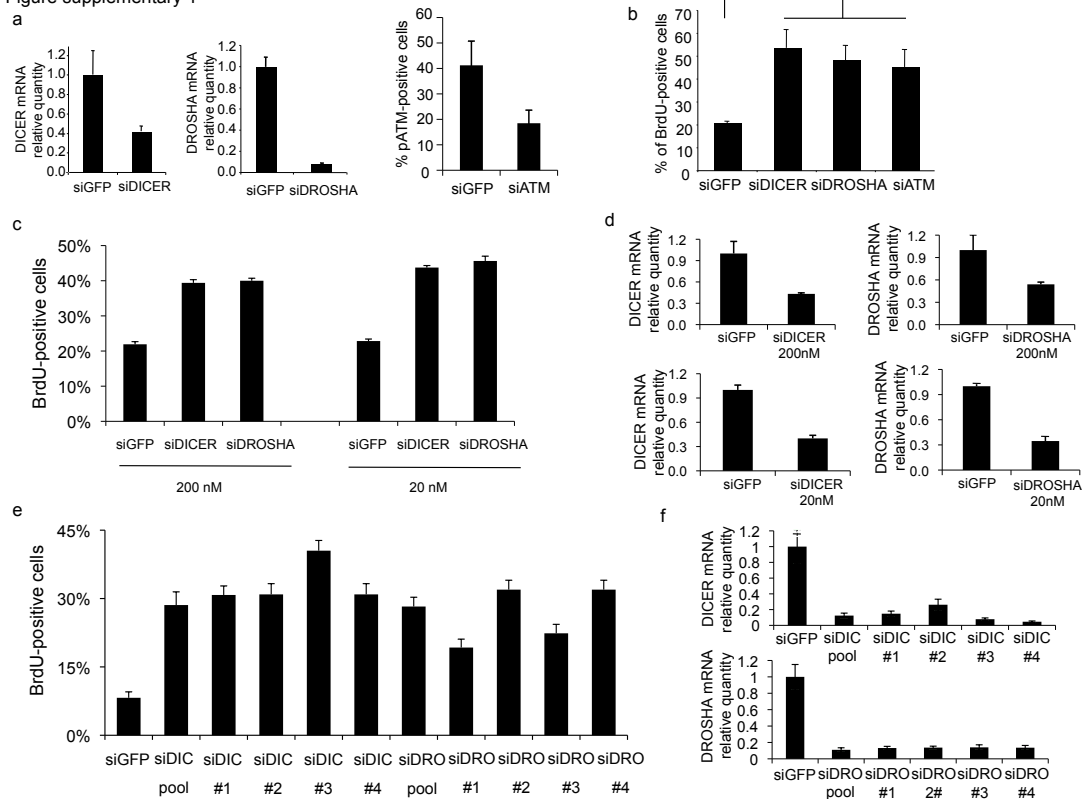 Figure supplementary
a
DICER mRNA
relative quantity
1.2
1.0
0.8
0.6
0.4
0.2
0.0
siGFP siDICER
DROSHA mRNA
relative quantity
1.2
1.0
0.8
0.6
0.4
0.2
0.0
siGFP siDROSHA
% pATM-positive cells
60
50
40
30
20
10
0
siGFP siATM
b
% of BrdU-positive cells
70
60
50
40
30
20
10
0
siGFP siDICER siDROSHA siATM
c
BrdU-positive cells
50%
40%
30%
20%
10%
0%
siGFP siDICER siDROSHA siGFP siDICER siDROSHA
200 nM 20 nM
d
DICER mRNA
relative quantity
1.2
0.9
0.6
0.3
0.0
siGFP siDICER
200nM
DROSHA mRNA
relative quantity
1.2
0.9
0.6
0.3
0.0
siGFP siDROSHA
200nM
DICER mRNA
relative quantity
1.2
0.9
0.6
0.3
0.0
siGFP siDICER
20nM
DROSHA mRNA
relative quantity
1.2
0.9
0.6
0.3
0.0
siGFP siDROSHA
20nM
e
BrdU-positive cells
45%
30%
15%
0%
siGFP siDIC siDIC siDIC siDIC siDIC siDRO siDRO siDRO siDRO siDRO
pool #1 #2 #3 #4 pool #1 #2 #3 #4
f
DICER mRNA
relative quantity
1.2
1
0.8
0.6
0.4
0.2
0
siGFP siDIC siDIC siDIC siDIC siDIC
pool #1 #2 #3 #4
DROSHA mRNA
relative quantity
1.2
1
0.8
0.6
0.4
0.2
0
siGFP siDRO siDRO siDRO siDRO siDRO
pool #1 2# #3 #4